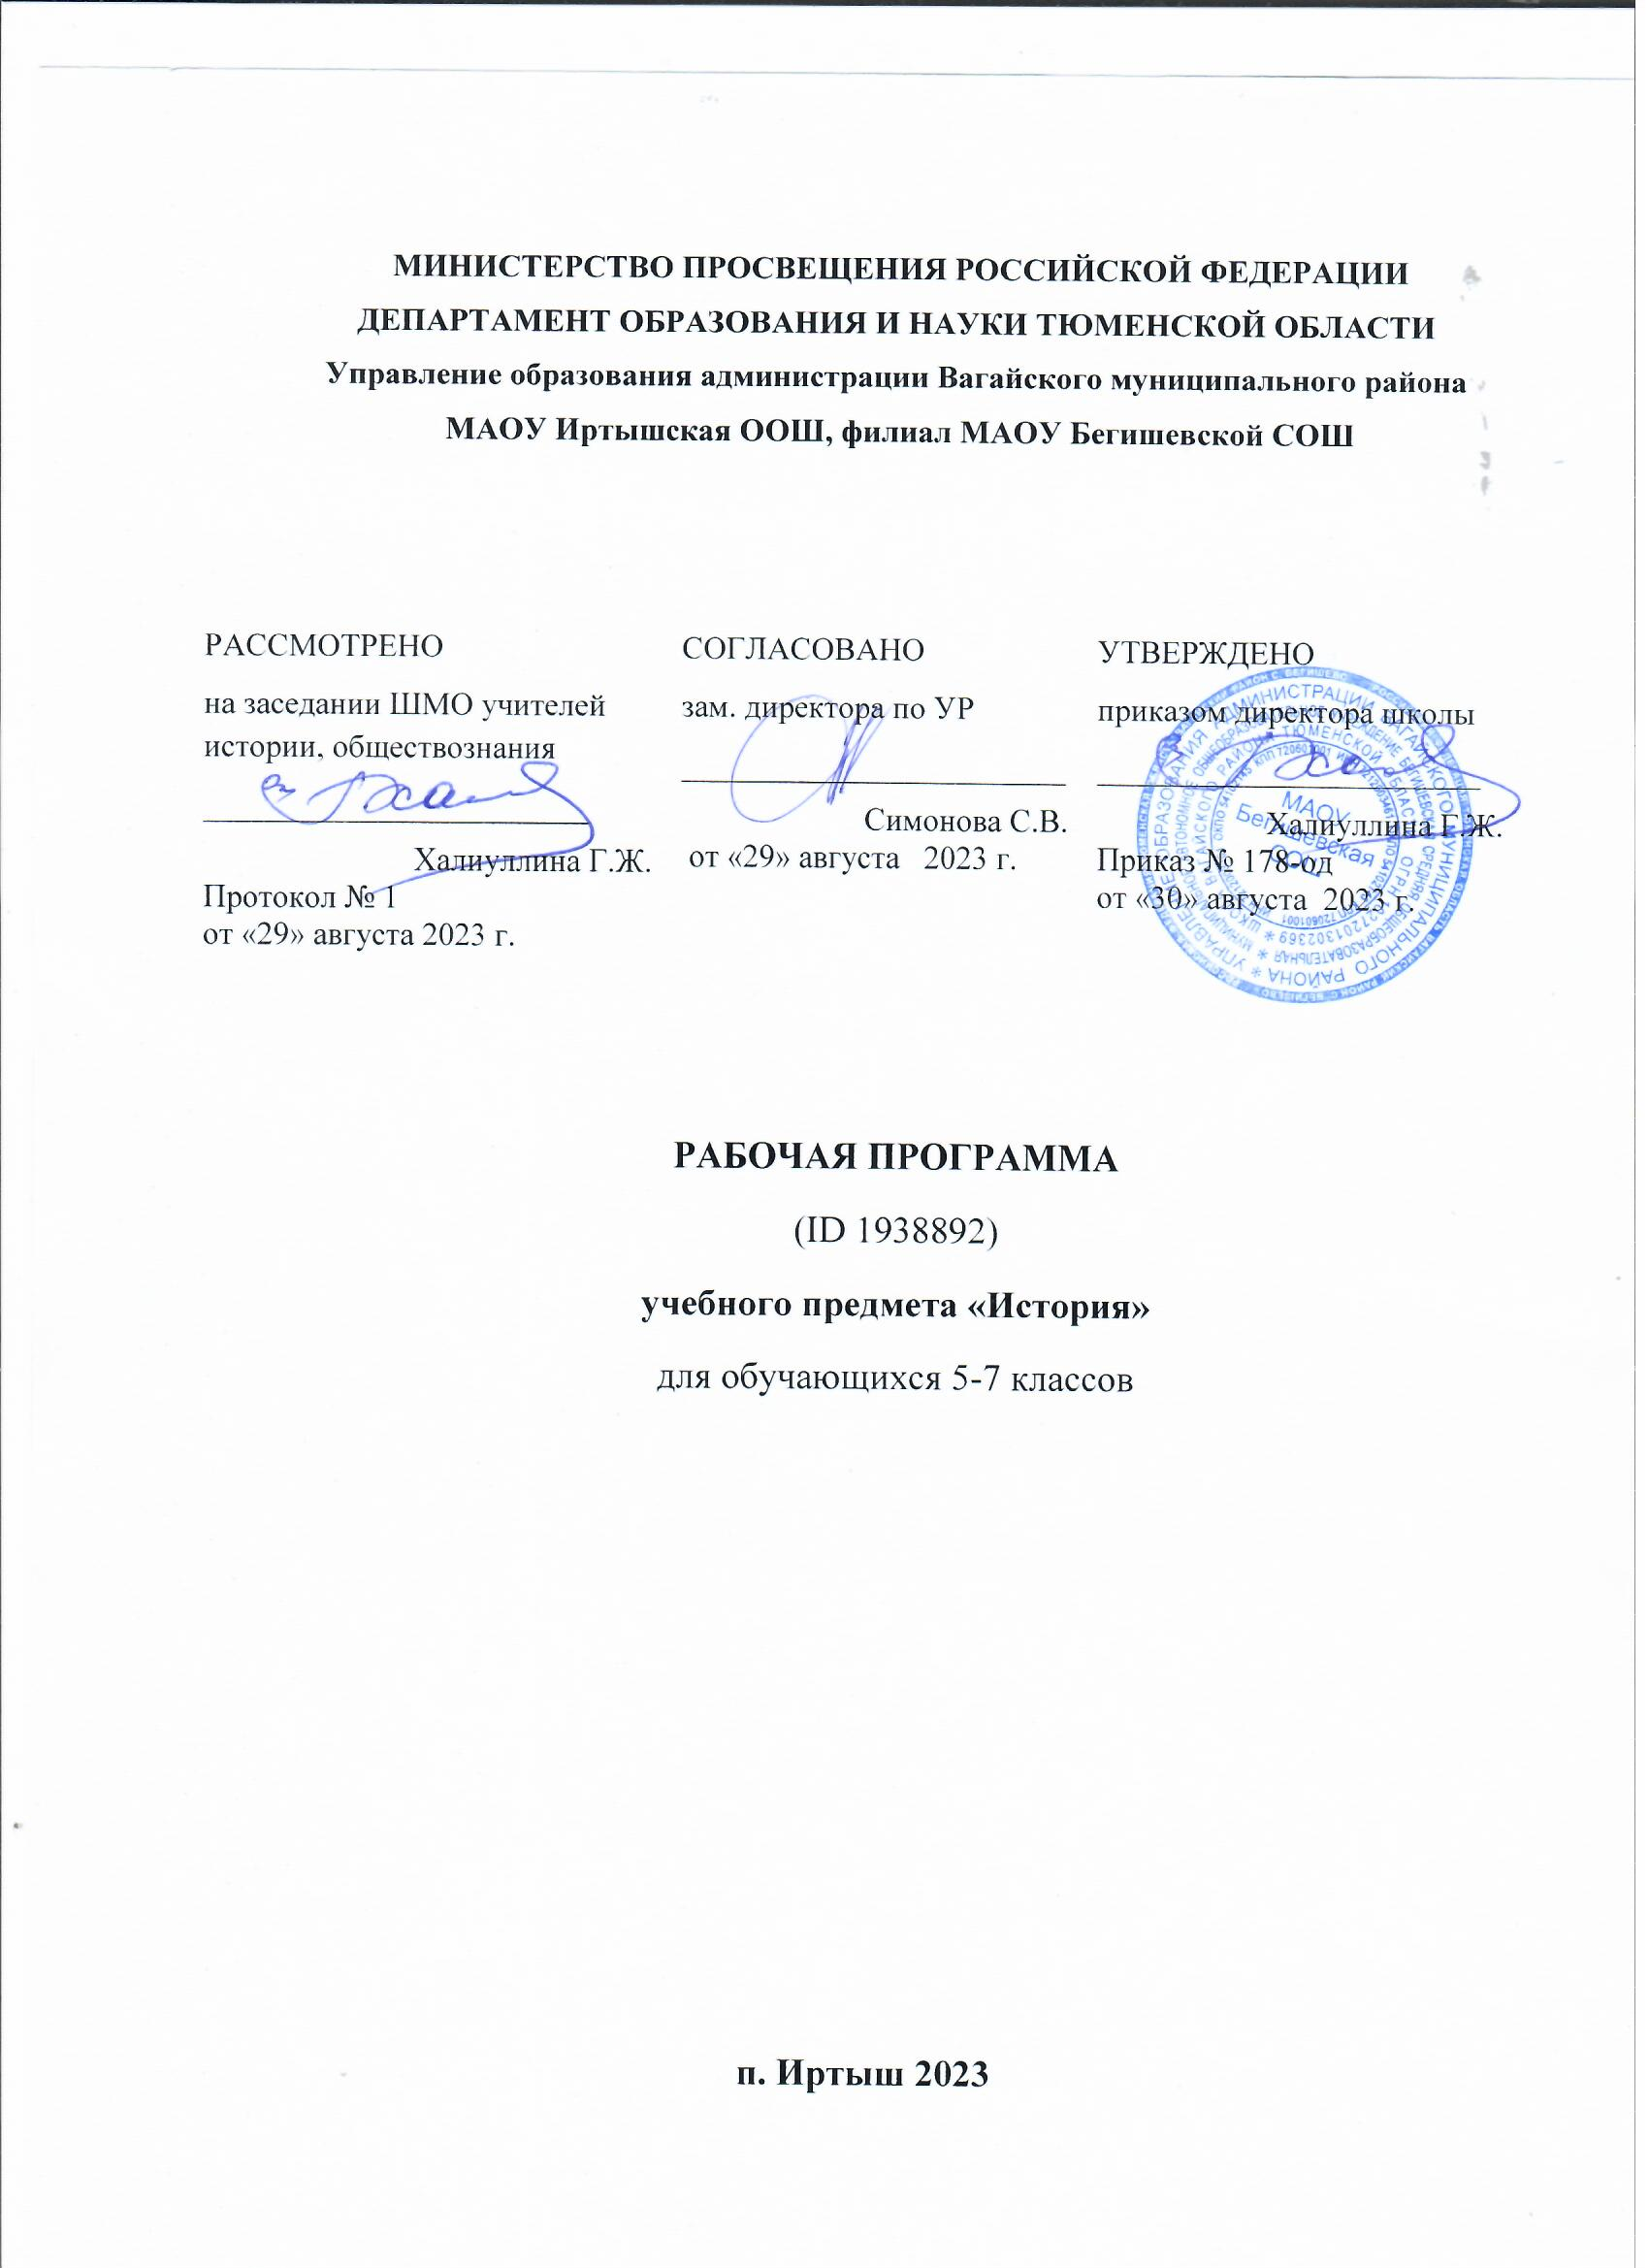 МИНИСТЕРСТВО ПРОСВЕЩЕНИЯ РОССИЙСКОЙ ФЕДЕРАЦИИ
ДЕПАРТАМЕНТ ОБРАЗОВАНИЯ И НАУКИ ТЮМЕНСКОЙ ОБЛАСТИ
Управление образования администрации Вагайского муниципального района
МАОУ Иртышская ООШ, филиал МАОУ Бегишевской СОШ
РАССМОТРЕНО
на заседании ШМО учителей
истории, обществознания
Халиуллина Г.Ж.
Протокол № 1
от «29» августа 2023 г.
СОГЛАСОВАНО
зам. директора по УР
Симонова С.В.
от «29» августа 2023 г.
УТВЕРЖДЕНО
приказом директора школы
Халиуллина Г.Ж.
Приказ № 178-од
от «30» августа 2023 г.
МАОУ
Бегишевская
РАБОЧАЯ ПРОГРАММА
(ID 1938892)
учебного предмета «История»
для обучающихся 5-7 классов
п. Иртыш 2023